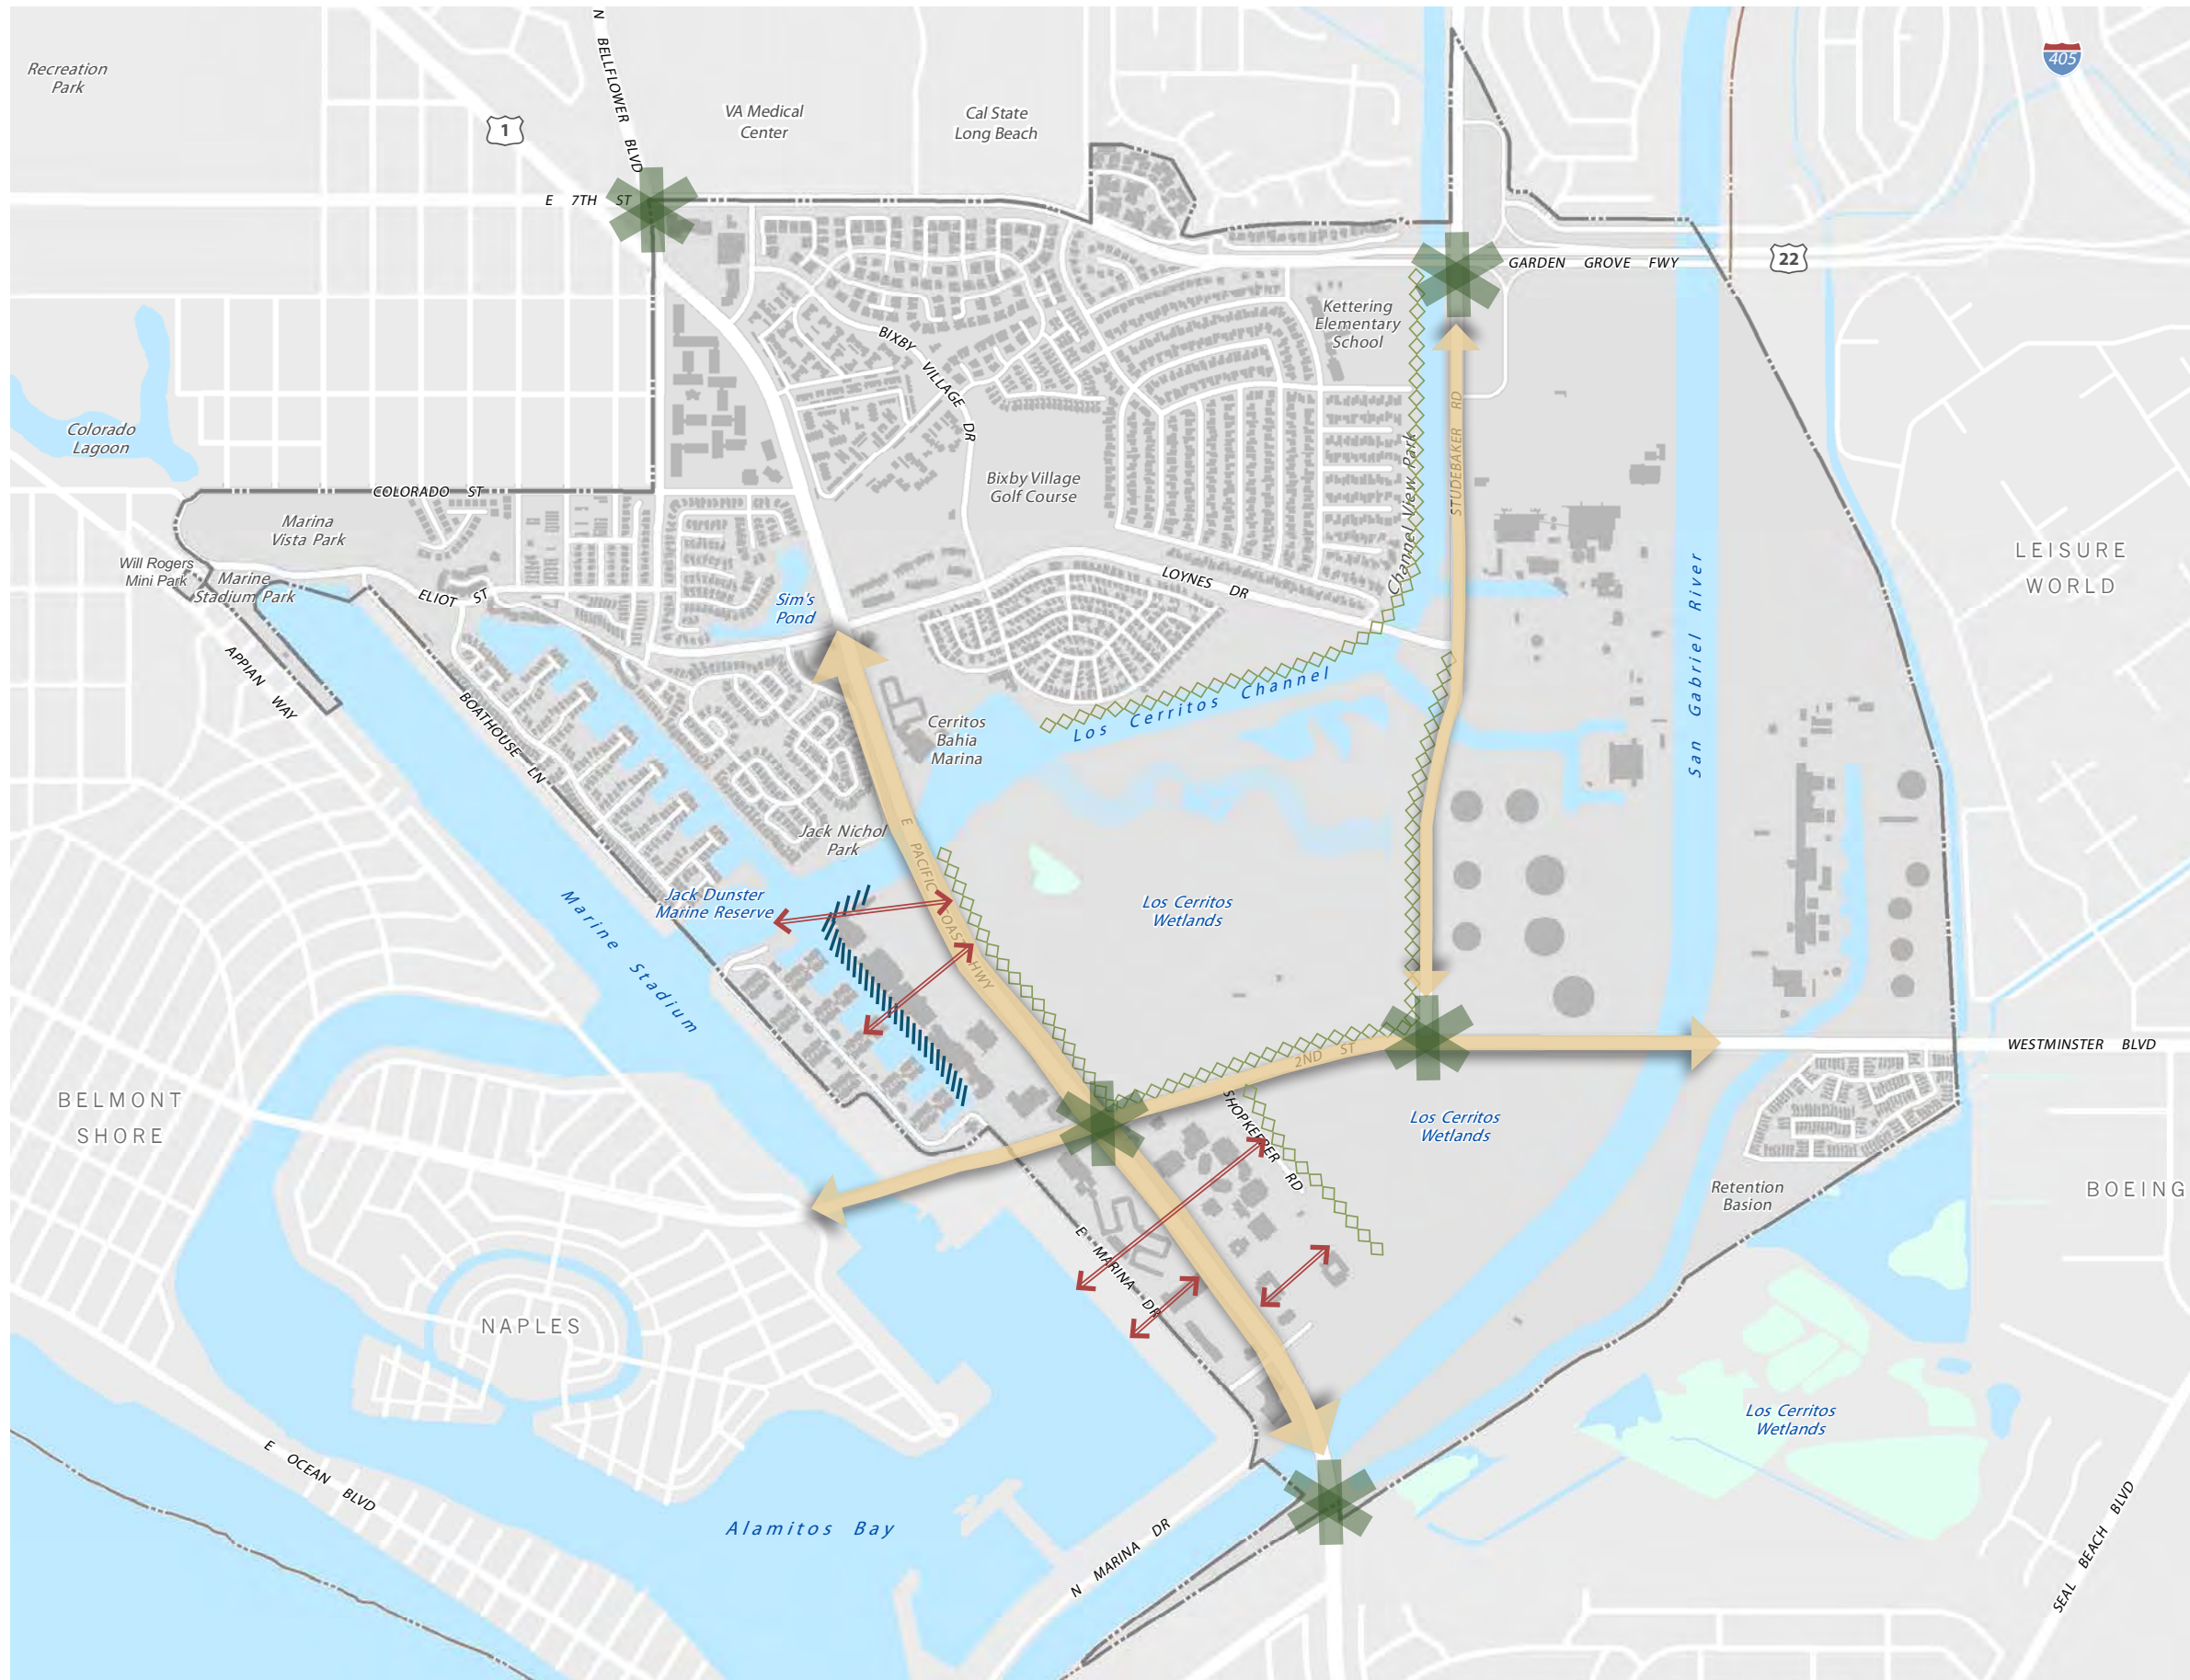 Recreation
Park
N BELLFLOWER BLVD
VA Medical
Center
Cal State
Long Beach
405
1
E 7TH ST
GARDEN GROVE FWY
22
Kettering
Elementary
School
BIXBY VILLAGE DR
STUDEBAKER RD
Colorado
Lagoon
Channel View Park
Bixby Village
Golf Course
COLORADO ST
Marina
Vista Park
LEISURE
WORLD
Will Rogers
Mini Park
Marine
Stadium Park
ELIOT ST
Sim's
Pond
LOYNES DR
San Gabriel River
APPIAN WAY
BOATHOUSE LN
Los Cerritos Channel
Cerritos
Bahia
Marina
Jack Nichol
Park
E PACIFIC COAST HWY
Jack Dunster
Marine Reserve
Los Cerritos
Wetlands
Marine Stadium
2ND ST
WESTMINSTER BLVD
BELMONT
SHORE
SHOPKEEPER RD
Los Cerritos
Wetlands
Retention
Basion
BOEING
E MARINA DR
NAPLES
Los Cerritos
Wetlands
E OCEAN BLVD
Alamitos Bay
N MARINA DR
SEAL BEACH BLVD